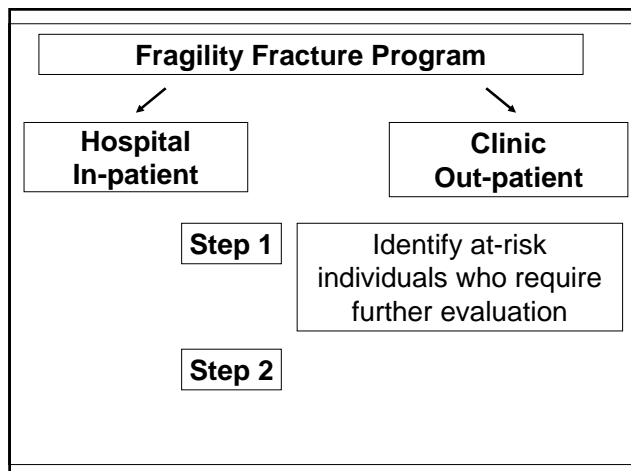 Fragility Fracture Program
Hospital
In-patient
Clinic
Out-patient
Step 1
Identify at-risk
individuals who require
further evaluation
Step 2